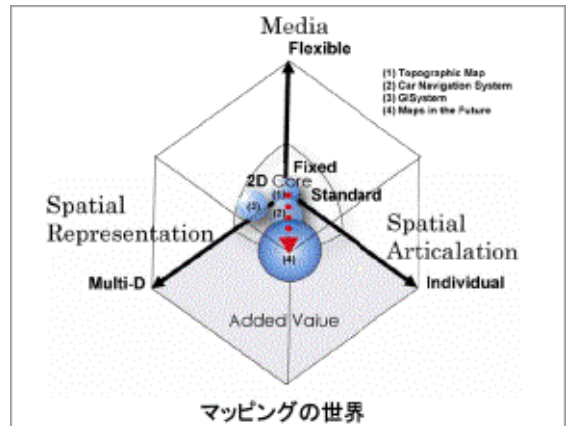 Media
Flexible
(1) Topographic Map
(2) Car Navigation System
(3) GISystem
(4) Maps in the Future
Fixed
2D Core
Standard
(1)
(3)
(2)
Spatial
Representation
Spatial
Articalation
(4)
Multi-D
Individual
Added Value
マッピングの世界